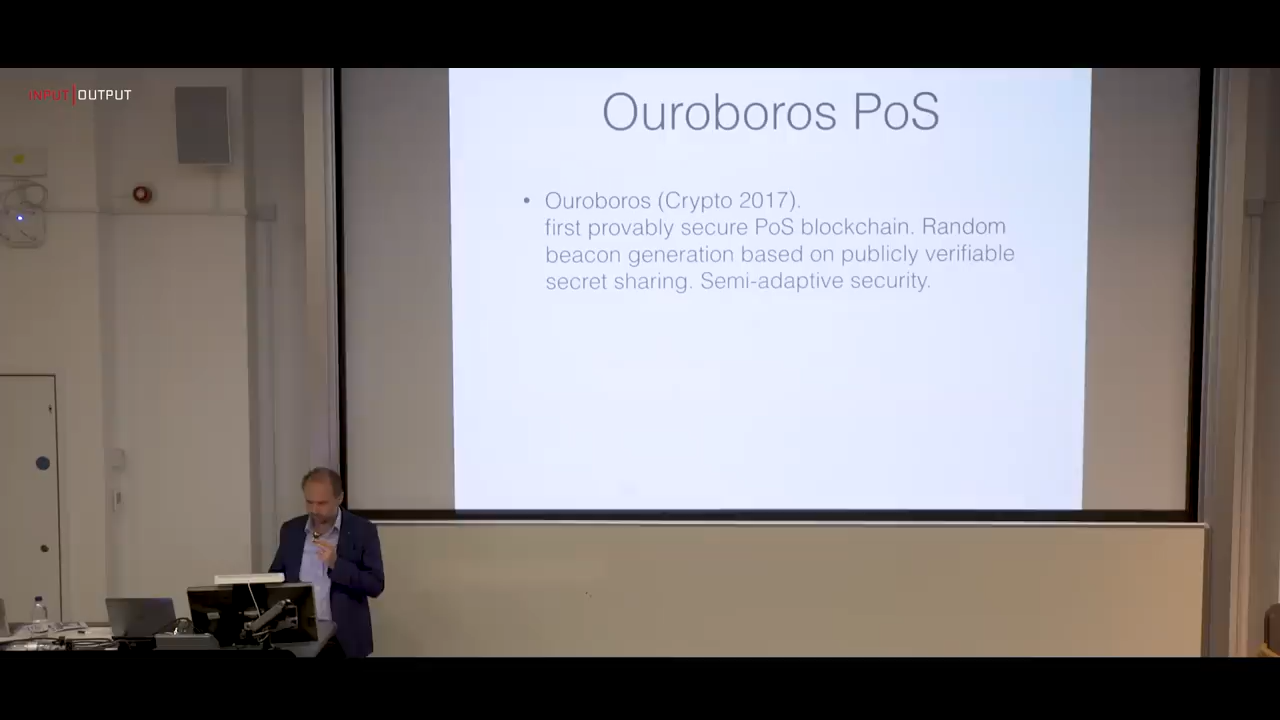 INPUT|OUTPUT
Ouroboros PoS
• Ouroboros (Crypto 2017).
first provably secure PoS blockchain. Random
beacon generation based on publicly verifiable
secret sharing. Semi-adaptive security.